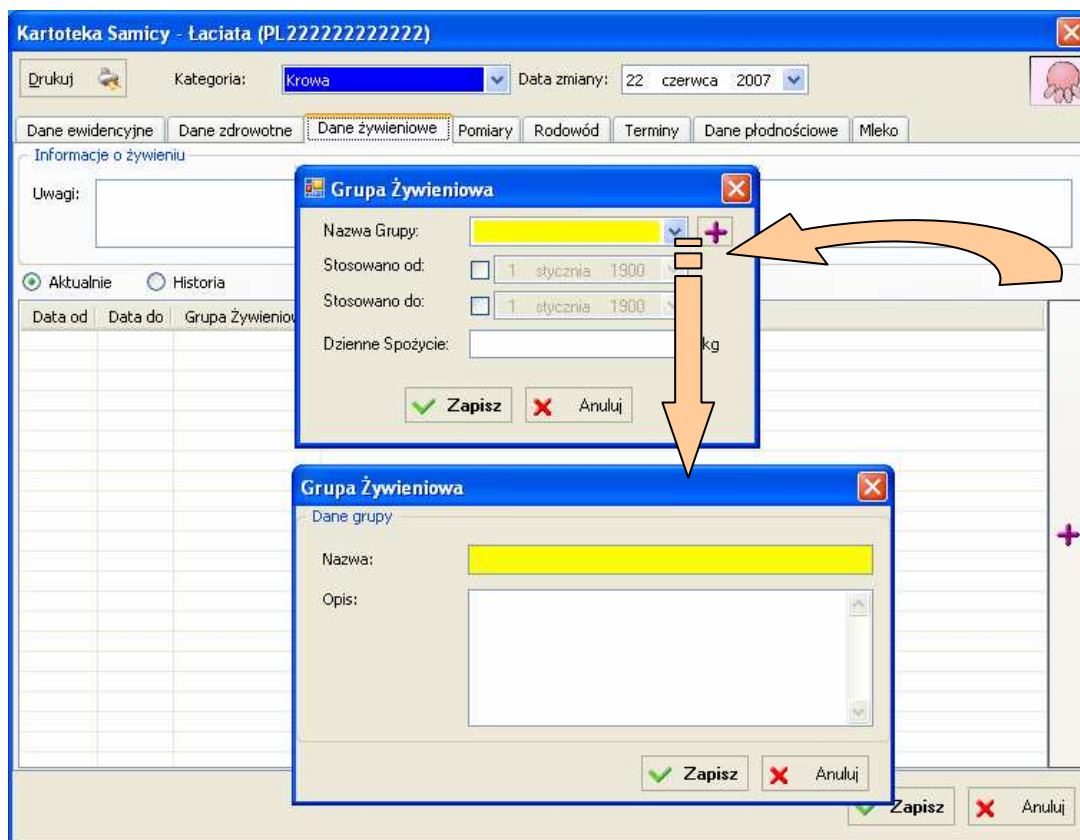 Kartoteka Samicy - Łaciata (PL222222222222)
Drukuj Kategoria: Krowa Data zmiany: 22 czerwca 2007
Dane ewidencyjne Dane zdrowotne Dane żywieniowe Pomiary Rodowód Terminy Dane płodnościowe Mleko
Informacje o żywieniu
Uwagi:
Aktualnie Historia
Data od Data do Grupa Żywieniow
Grupa Żywieniowa
Nazwa Grupy:
Stosowano od: 1 stycznia 1900
Stosowano do: 1 stycznia 1900
Dzienne Spożycie: kg
Zapisz Anuluj
Grupa Żywieniowa
Dane grupy
Nazwa:
Opis:
Zapisz Anuluj
Zapisz Anuluj